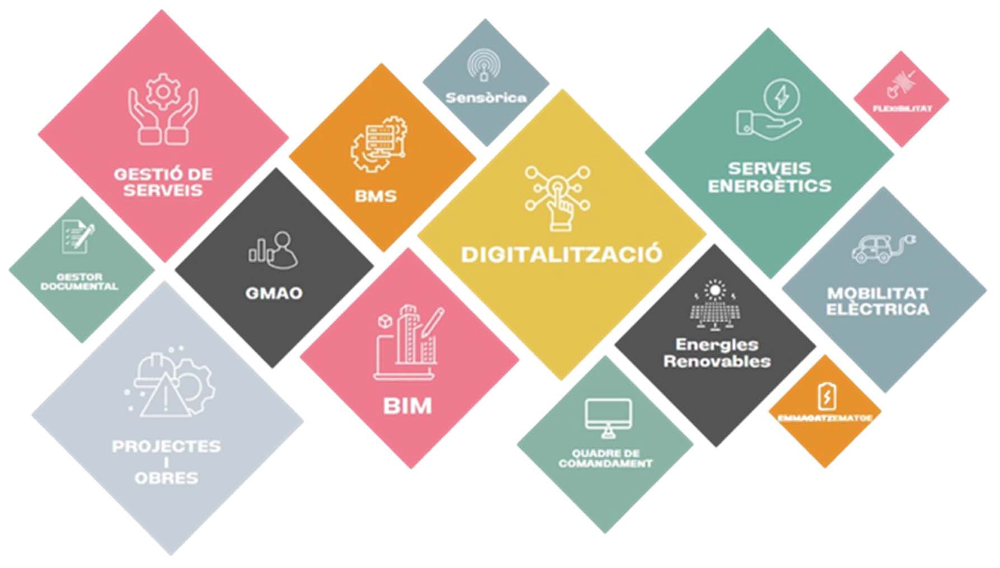 Sensòrica
FLEXIBILITAT
GESTIÓ DE
SERVEIS
SERVEIS
ENERGÈTICS
BMS
DIGITALITZACIÓ
GESTOR
DOCUMENTAL
GMAO
MOBILITAT
ELÈCTRICA
Energies
Renovables
BIM
EMMAGATZEMATGE
PROJECTES
I
OBRES
QUADRE DE
COMANDAMENT